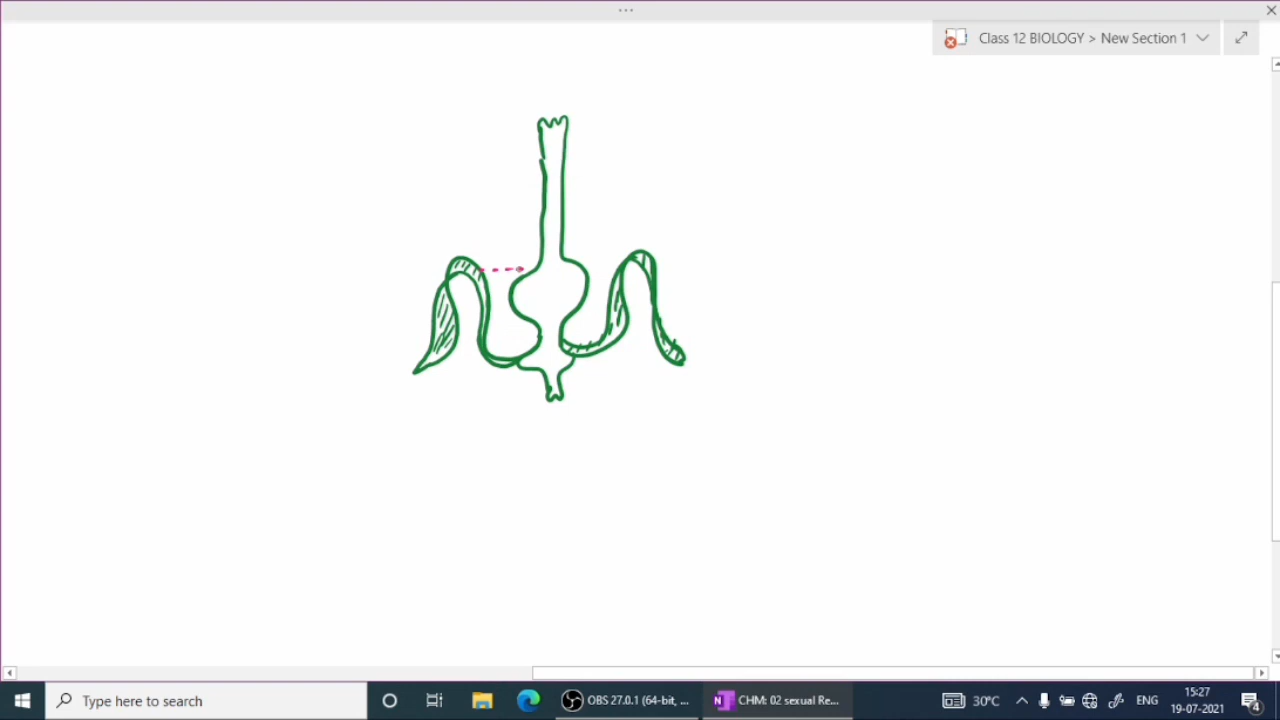 Class 12 BIOLOGY > New Section 1
Type here to search
OBS 27.0.1 (64-bit, ...
CHM: 02 sexual Re...
30°C
ENG
15:27
19-07-2021
4